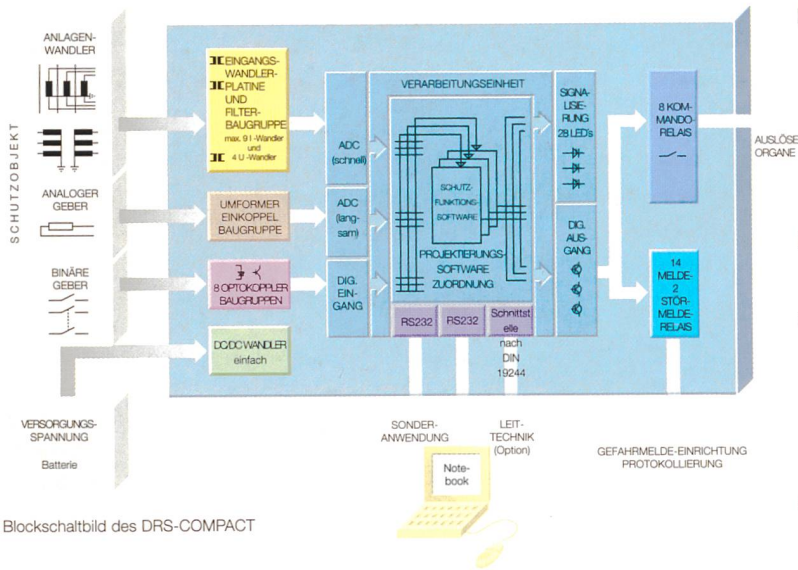 ANLAGEN-
WANDLER
SCHUTZOBJEKT
ANALOGER
GEBER
BINÄRE
GEBER
VERSORGUNGS-
SPANNUNG
Batterie
EINGANGS-
WANDLER-
PLATINE
UND
FILTER-
BAUGRUPPE
max. 9 I -Wandler
und
4 U -Wandler
UMFORMER
EINKOPPEL
BAUGRUPPE
8 OPTOKOPPLER
BAUGRUPPEN
DC/DC WANDLER
einfach
ADC
(schnell)
ADC
(lang-
sam)
DIG.
EIN-
GANG
VERARBEITUNGSEINHEIT
SCHUTZ-
FUNKTIONS-
SOFTWARE
PROJEKTIERUNGS-
SOFTWARE
ZUORDNUNG
RS232
RS232
Schnittst
elle
nach
DIN
19244
SIGNA-
LISIE-
RUNG
28 LED's
DIG.
AUS-
GANG
8 KOM-
MANDO-
RELAIS
14
MELDE-
2
STÖR-
MELDE-
RELAIS
AUSLÖSE
ORGANE
SONDER-
ANWENDUNG
LEIT-
TECHNIK
(Option)
GEFAHRMELDE-EINRICHTUNG
PROTOKOLLIERUNG
Note-
book
Blockschaltbild des DRS-COMPACT